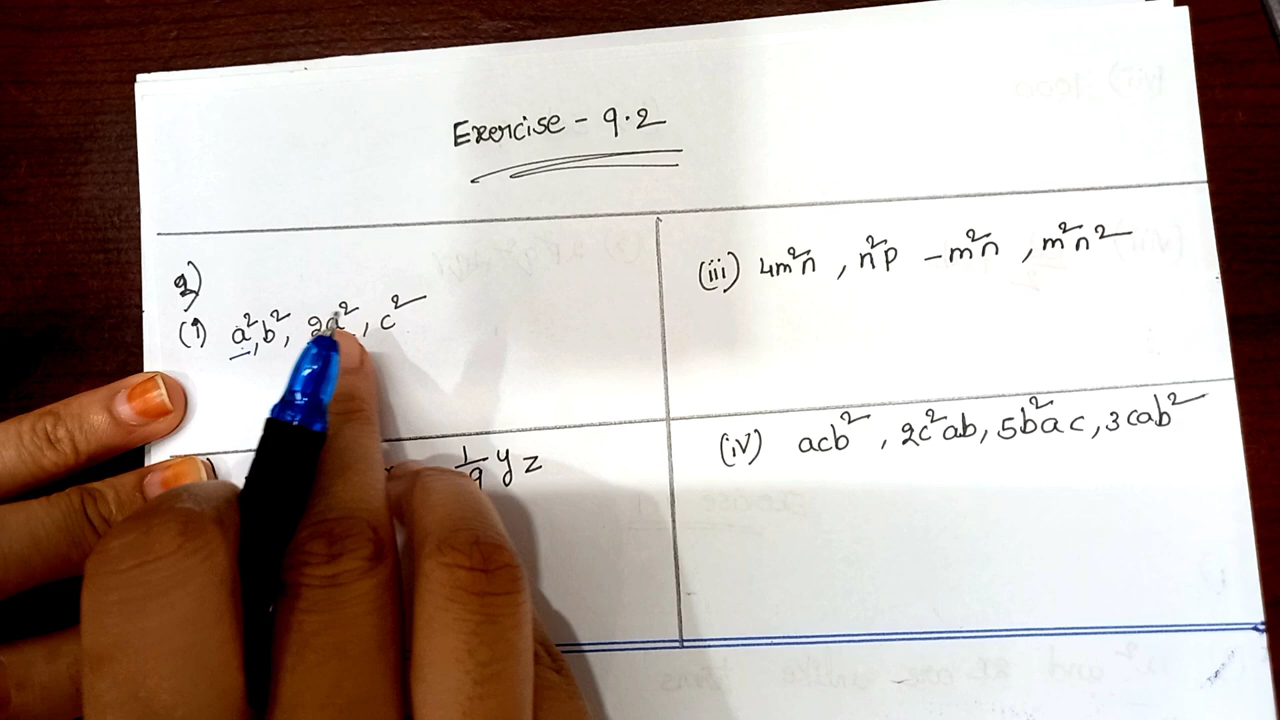 Exercise - 9.2
2)
(i) a²,b², 2a², c²
1/9 yz
(iii) 4m²n , n²p -m²n , m²n²
(iv) acb² , 2c²ab, 5b²ac, 3cab²